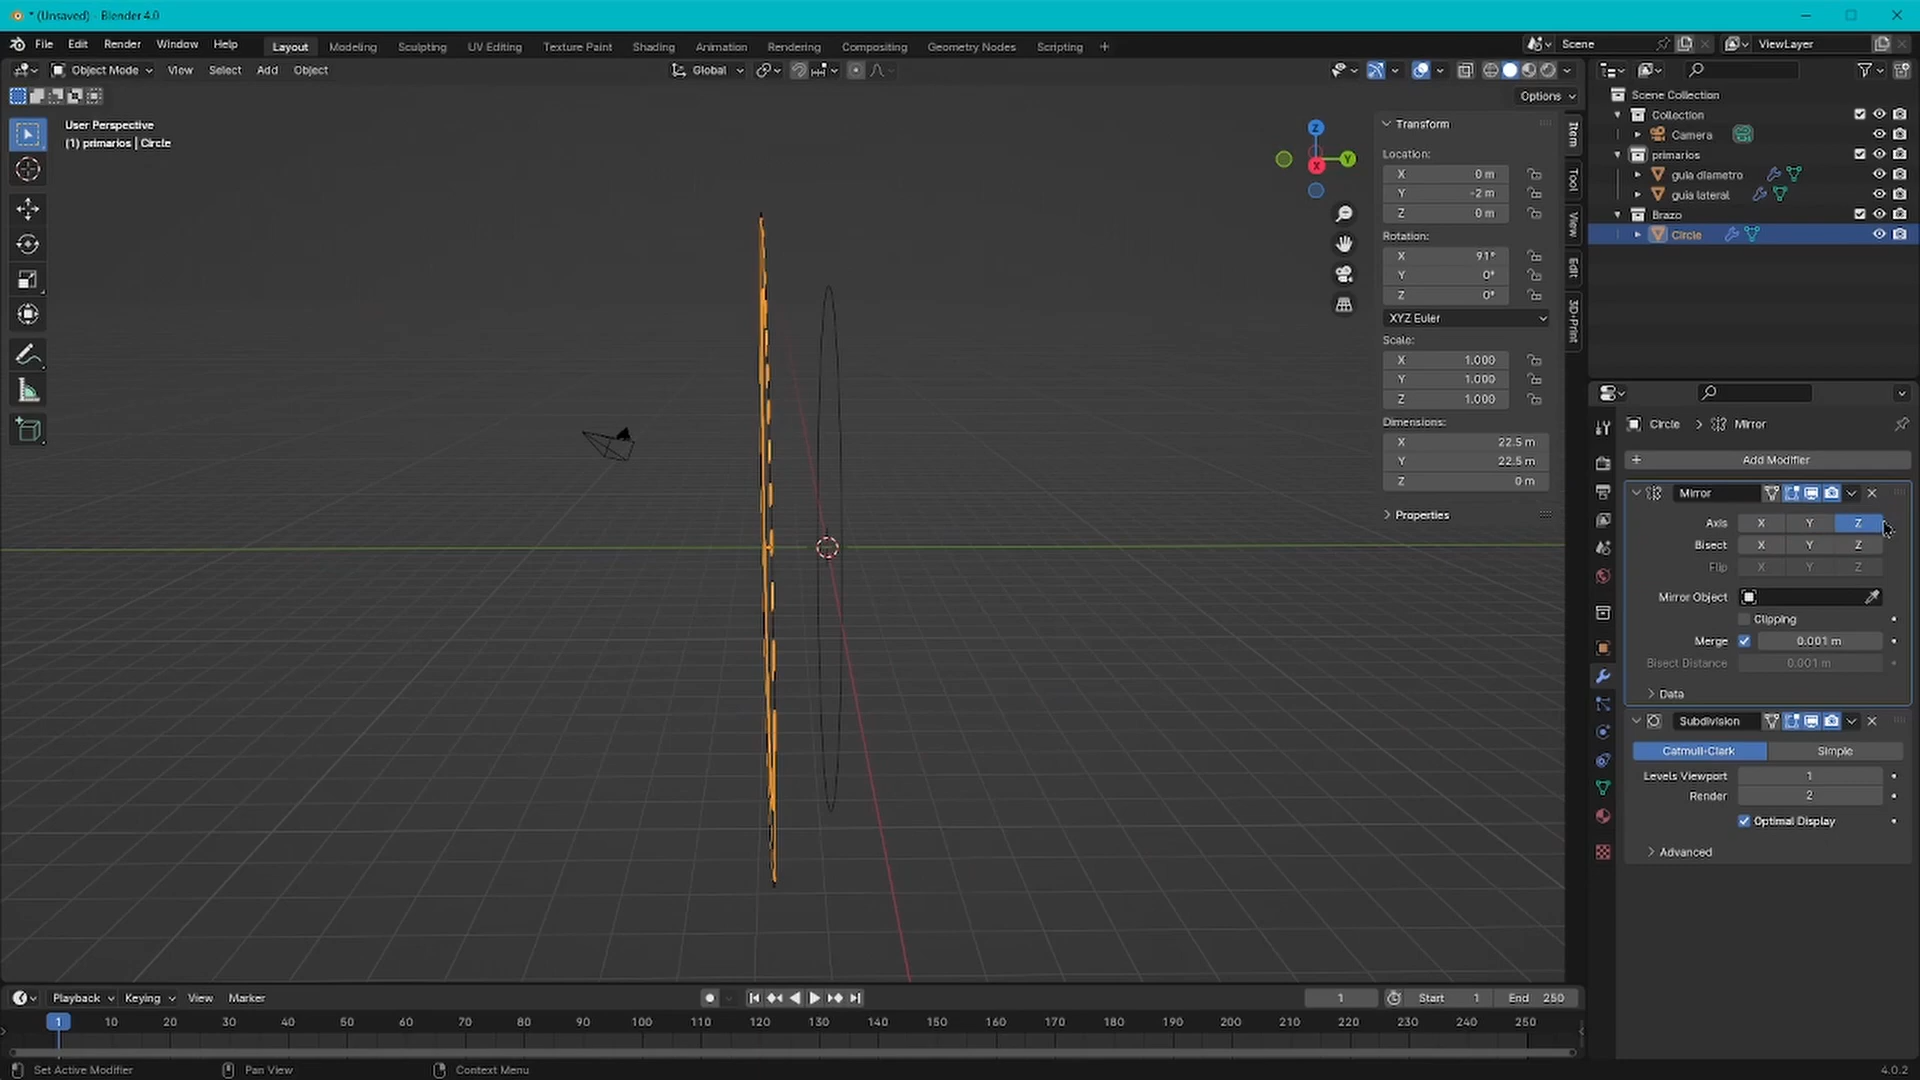 * (Unsaved) - Blender 4.0
File Edit Render Window Help
Layout Modeling Sculpting UV Editing Texture Paint Shading Animation Rendering Compositing Geometry Nodes Scripting +
Scene
ViewLayer
Object Mode View Select Add Object
Global
Options
User Perspective
(1) primarios | Circle
Z
Y
X
Transform
Location:
X 0 m
Y -2 m
Z 0 m
Rotation:
X 91°
Y 0°
Z 0°
XYZ Euler
Scale:
X 1.000
Y 1.000
Z 1.000
Dimensions:
X 22.5 m
Y 22.5 m
Z 0 m
Properties
Item
Tool
View
Edit
3D-Print
Scene Collection
Collection
Camera
primarios
guia diametro
guia lateral
Brazo
Circle
Circle > Mirror
+ Add Modifier
Mirror
Axis X Y Z
Bisect X Y Z
Flip X Y Z
Mirror Object
Clipping
Merge 0.001 m
Bisect Distance 0.001 m
Data
Subdivision
Catmull-Clark Simple
Levels Viewport 1
Render 2
Optimal Display
Advanced
Playback Keying View Marker
1 Start 1 End 250
1 10 20 30 40 50 60 70 80 90 100 110 120 130 140 150 160 170 180 190 200 210 220 230 240 250
Set Active Modifier Pan View Context Menu 4.0.2